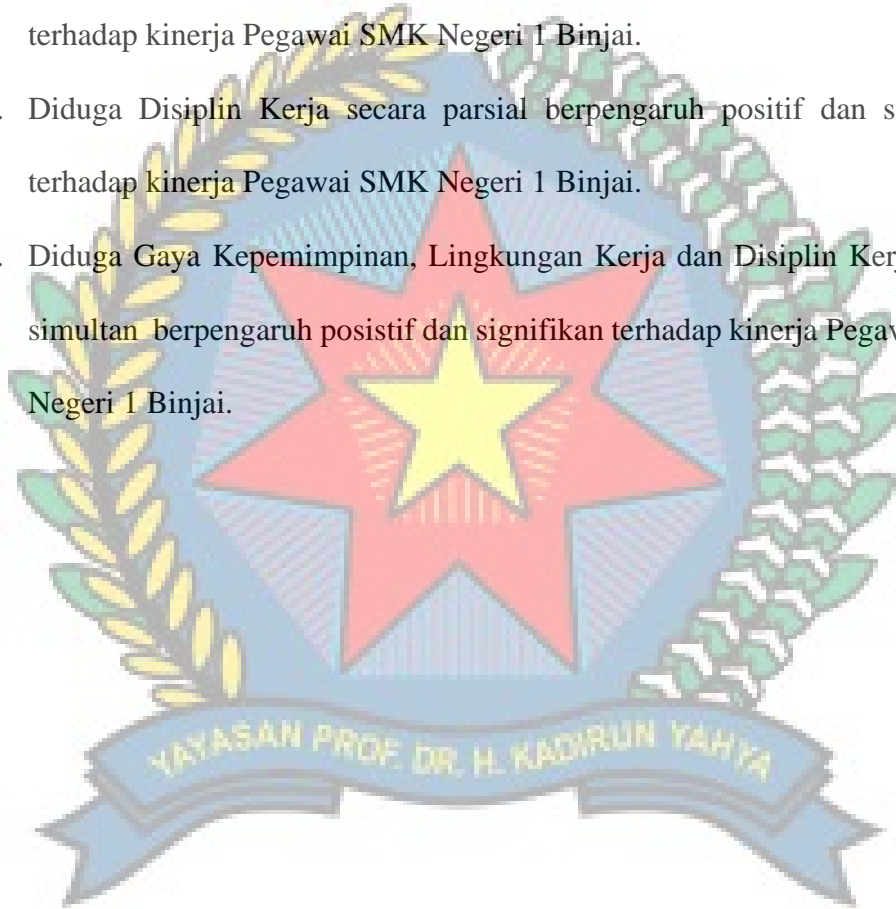 terhadap kinerja Pegawai SMK Negeri 1 Binjai.
. Diduga Disiplin Kerja secara parsial berpengaruh positif dan s
terhadap kinerja Pegawai SMK Negeri 1 Binjai.
. Diduga Gaya Kepemimpinan, Lingkungan Kerja dan Disiplin Kerj
simultan berpengaruh posistif dan signifikan terhadap kinerja Pegaw
Negeri 1 Binjai.
YAYASAN PROF. DR. H. KADIRUN YAHYA